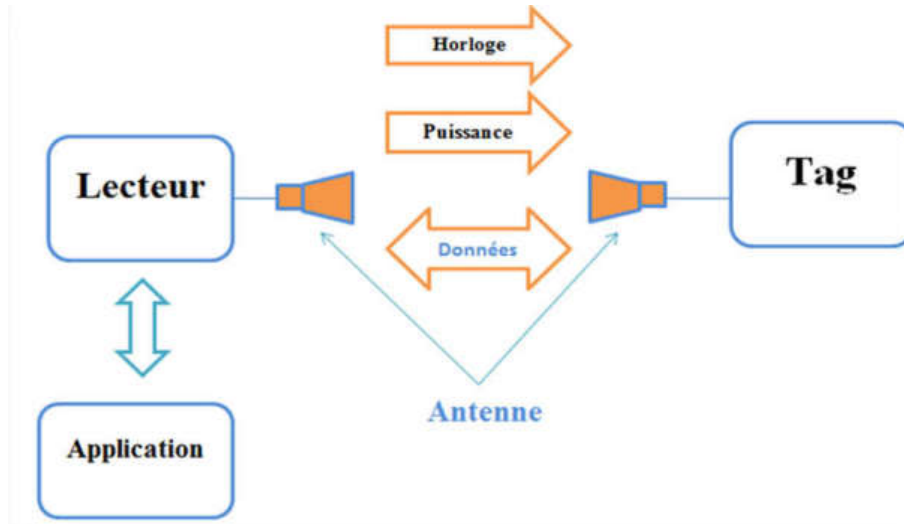 Horloge
Puissance
Lecteur
Tag
Données
Antenne
Application